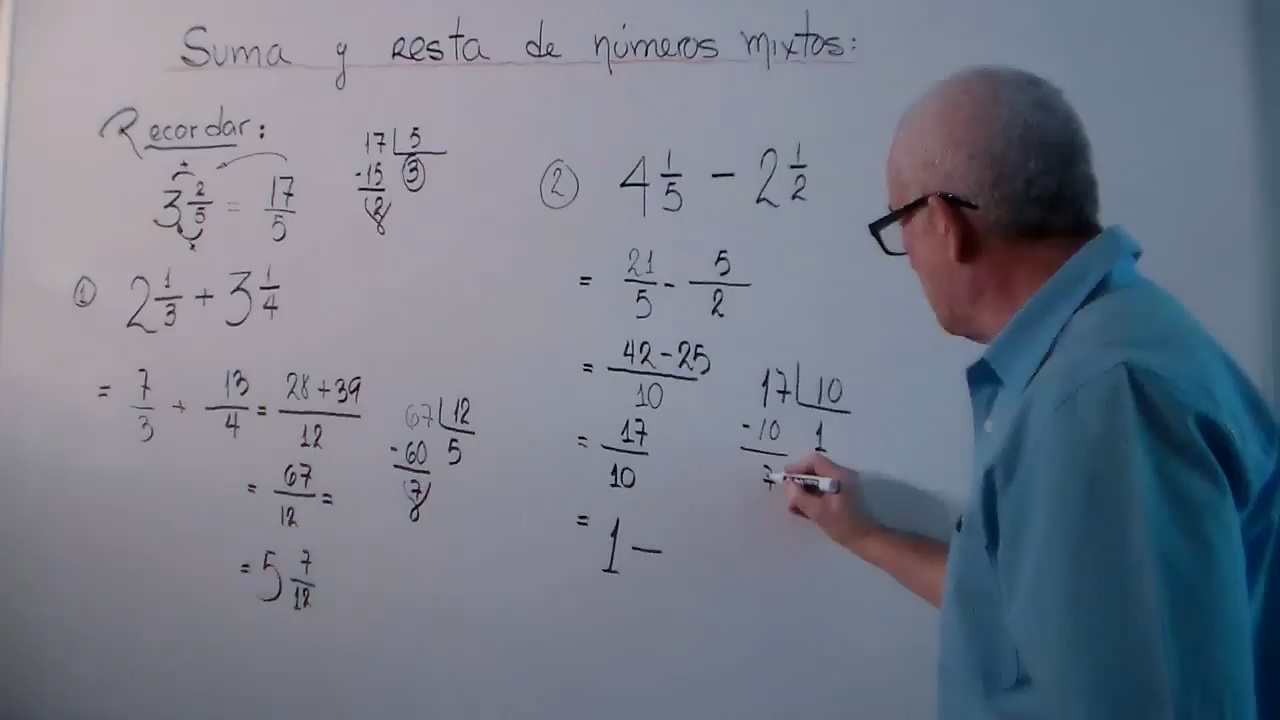 Suma y Resta de números mixtos:
Recordar:
3 2/5 = 17/5
17 5
-15 3
2
① 2 1/3 + 3 1/4
= 7/3 + 13/4 = 28+39/12
67 12
-60 5
7
= 67/12 =
= 5 7/12
② 4 1/5 - 2 1/2
= 21/5 - 5/2
= 42-25/10
= 17/10
17 10
-10 1
7
= 1 —